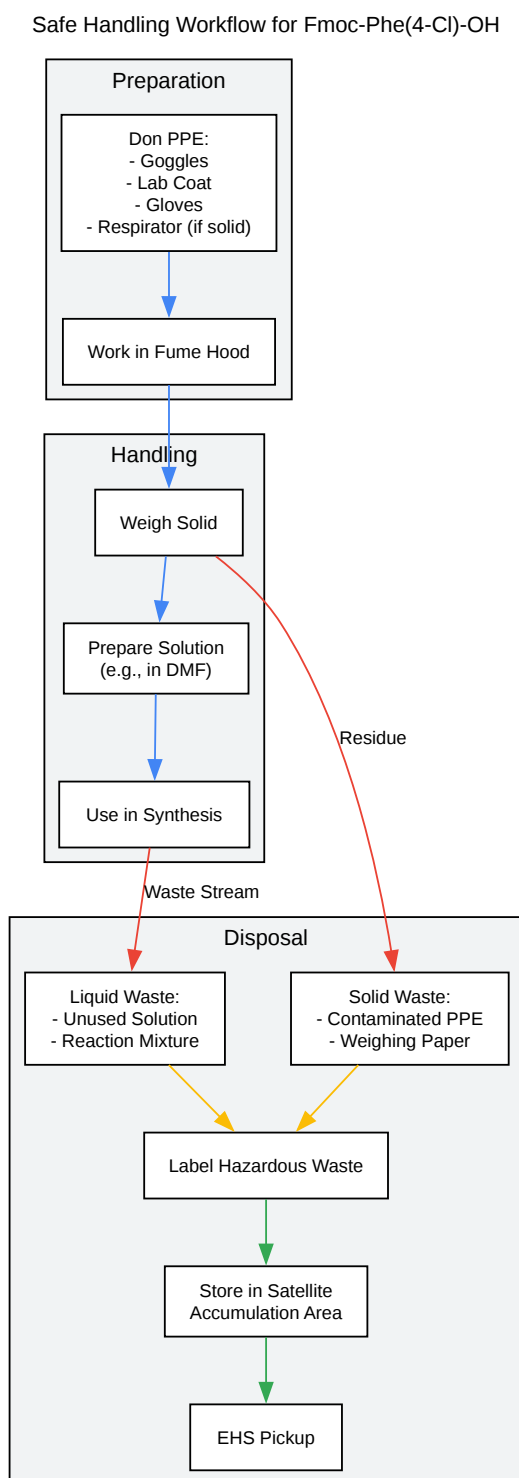 Safe Handling Workflow for Fmoc-Phe(4-Cl)-OH
Preparation
Don PPE:
- Goggles
- Lab Coat
- Gloves
- Respirator (if solid)
Work in Fume Hood
Handling
Weigh Solid
Prepare Solution
(e.g., in DMF)
Residue
Use in Synthesis
Waste Stream
Disposal
Liquid Waste:
- Unused Solution
- Reaction Mixture
Solid Waste:
- Contaminated PPE
- Weighing Paper
Label Hazardous Waste
Store in Satellite
Accumulation Area
EHS Pickup